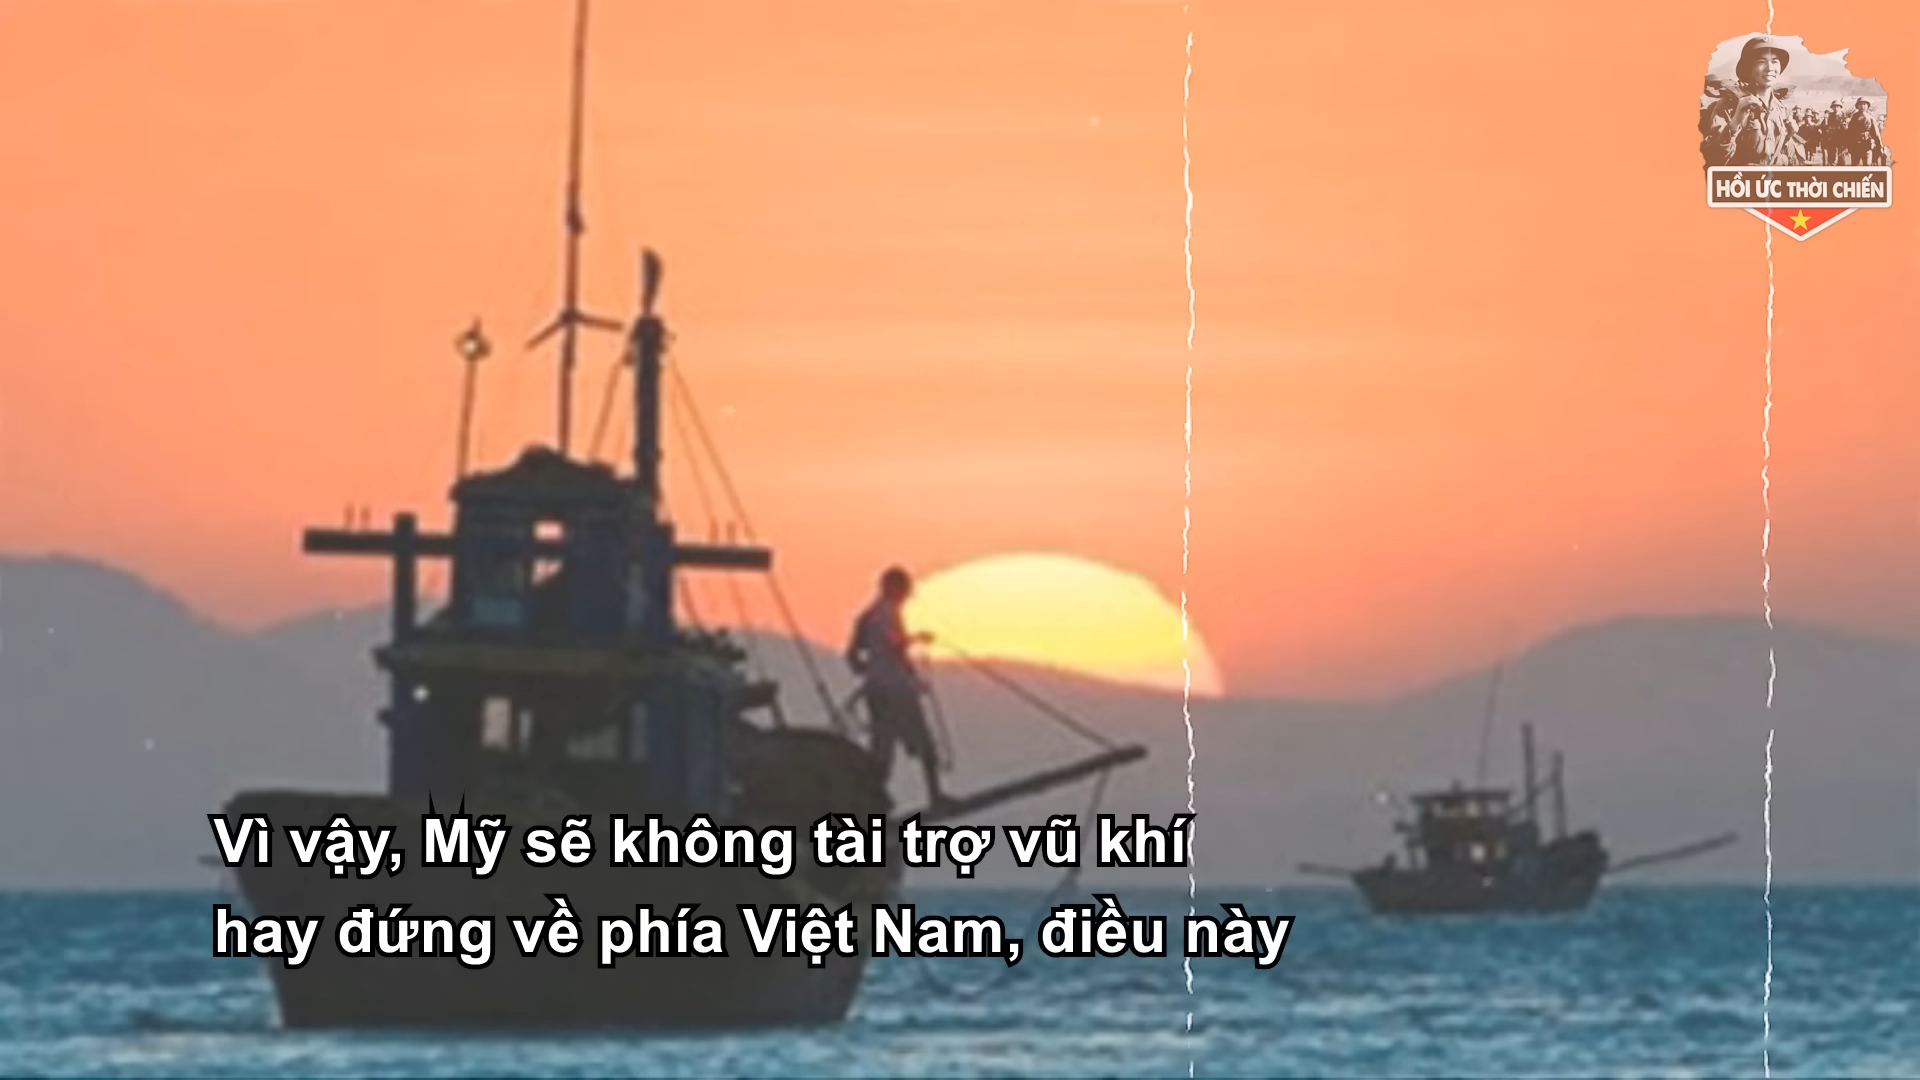 HỒI ỨC THỜI CHIẾN
Vì vậy, Mỹ sẽ không tài trợ vũ khí
hay đứng về phía Việt Nam, điều này